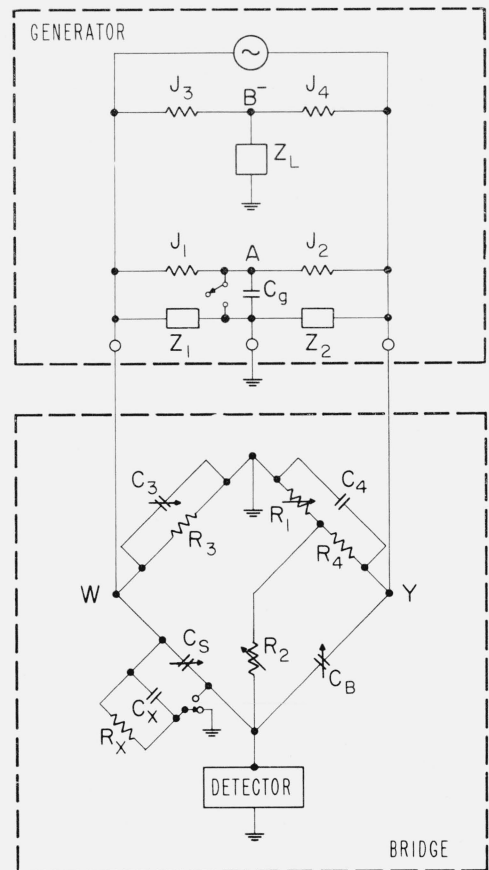 GENERATOR
J3 B− J4
ZL
J1 A J2
Cg
Z1 Z2
C3 C4
R3 R1
R4
W Y
CS R2
CB
CX
RX
DETECTOR
BRIDGE